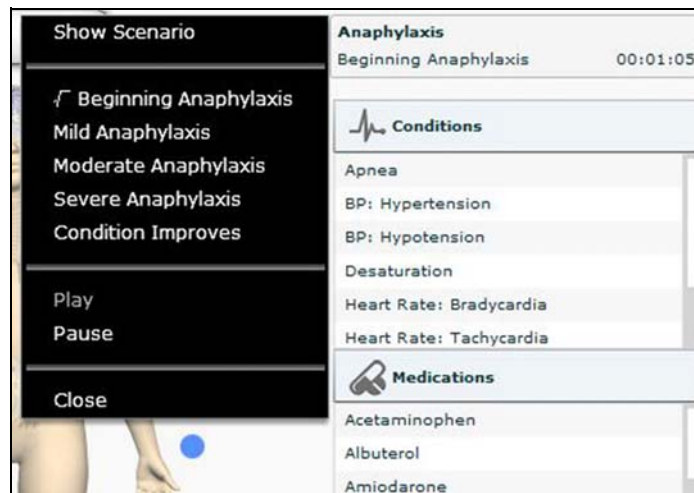 Show Scenario
√ Beginning Anaphylaxis
Mild Anaphylaxis
Moderate Anaphylaxis
Severe Anaphylaxis
Condition Improves
Play
Pause
Close
Anaphylaxis
Beginning Anaphylaxis 00:01:05
Conditions
Apnea
BP: Hypertension
BP: Hypotension
Desaturation
Heart Rate: Bradycardia
Heart Rate: Tachycardia
Medications
Acetaminophen
Albuterol
Amiodarone